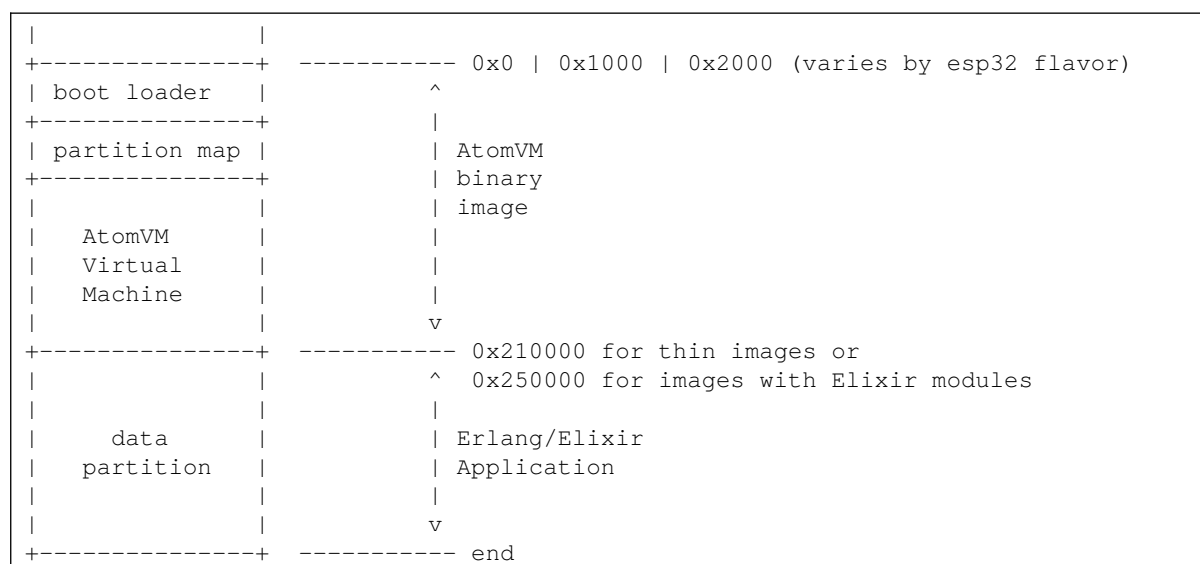 |               |
+---------------+  ----------- 0x0 | 0x1000 | 0x2000 (varies by esp32 flavor)
| boot loader   |           ^
+---------------+           |
| partition map |           | AtomVM
+---------------+           | binary
|               |           | image
|   AtomVM      |           |
|   Virtual     |           |
|   Machine     |           |
|               |           v
+---------------+  ----------- 0x210000 for thin images or
|               |           ^  0x250000 for images with Elixir modules
|               |           |
|     data      |           | Erlang/Elixir
|   partition   |           | Application
|               |           |
|               |           v
+---------------+  ----------- end